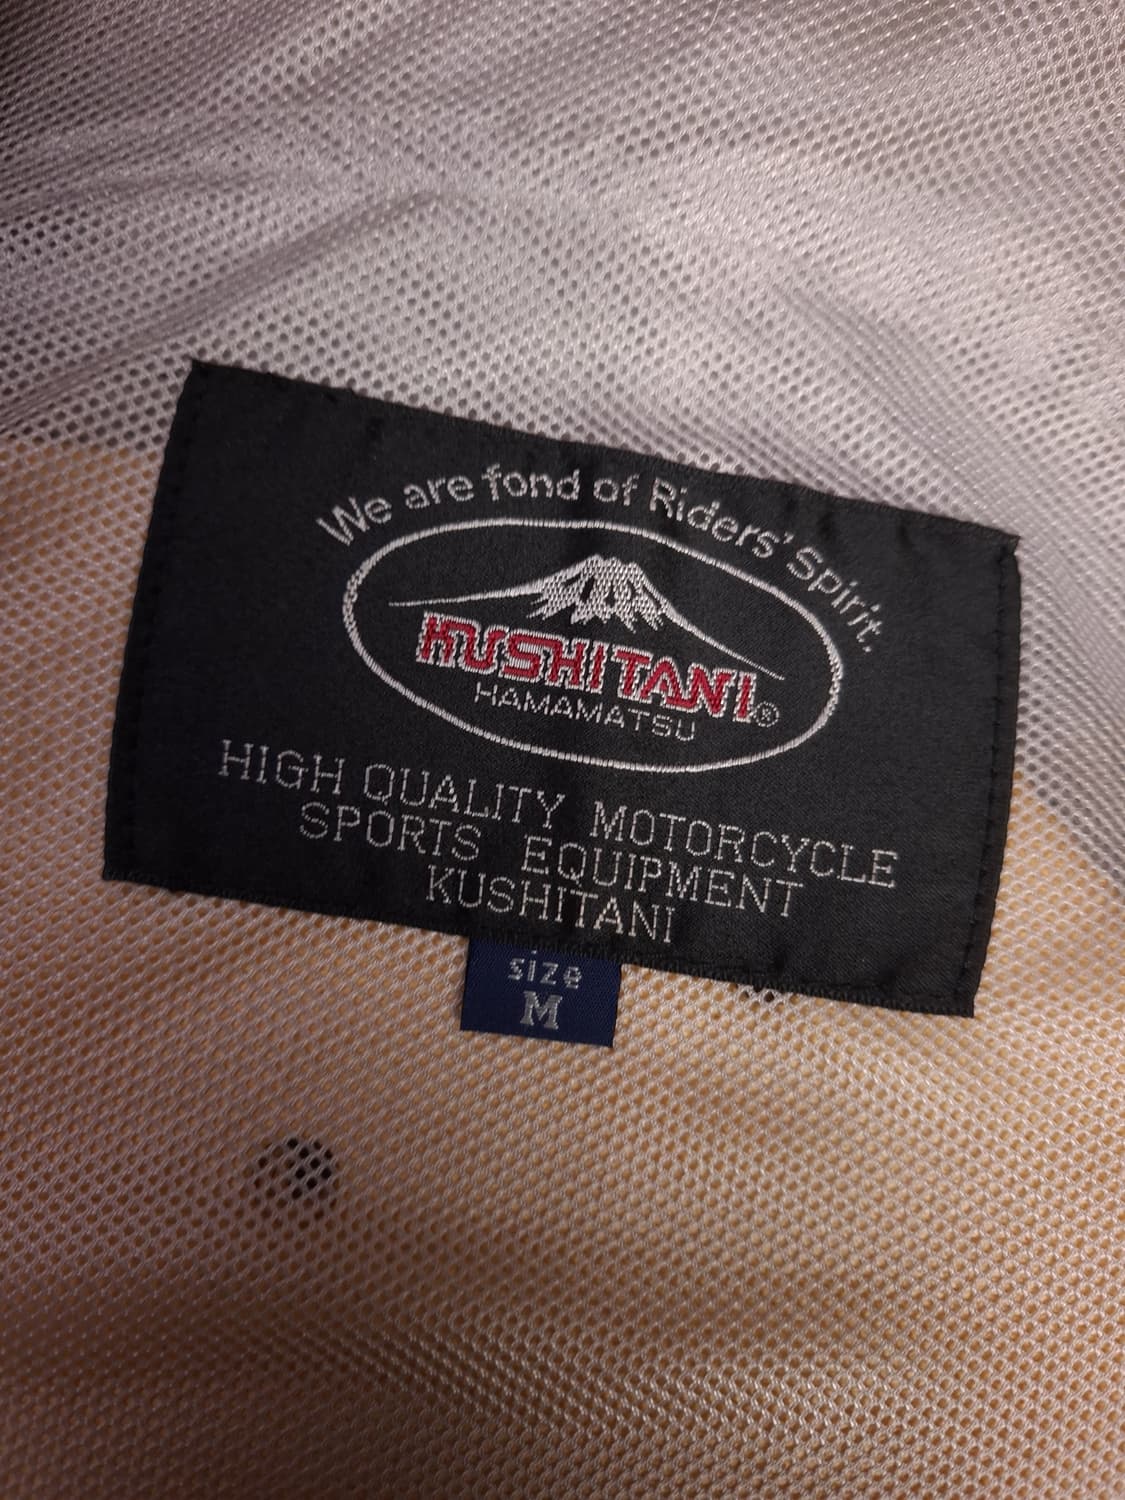 We are fond of Riders' Spirit.
KUSHITANI®
HAMAMATSU
HIGH QUALITY MOTORCYCLE
SPORTS EQUIPMENT
KUSHITANI
size
M